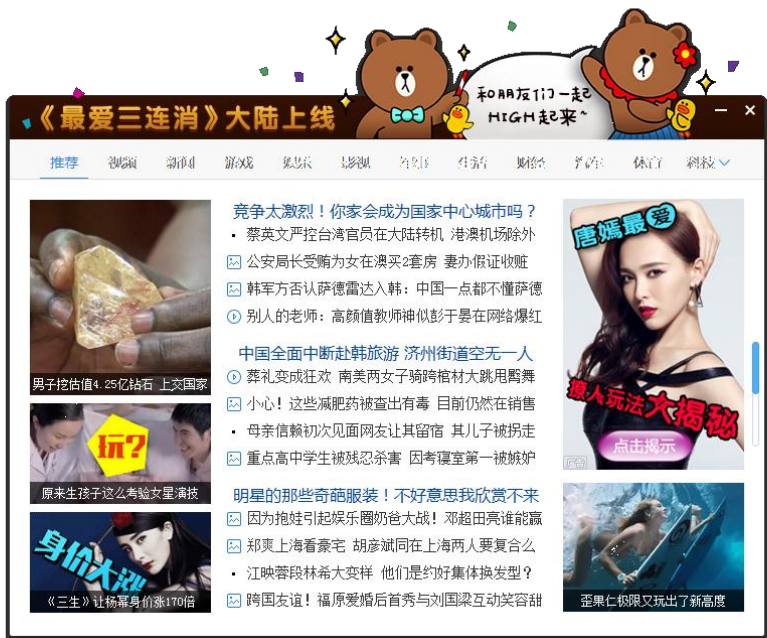 和朋友们一起
HIGH起来~
《最爱三连消》大陆上线
推荐 视频 新闻 游戏 娱乐 影视 生活 财经 汽车 体育 科技
竞争太激烈！你家会成为国家中心城市吗？
· 蔡英文严控台湾官员在大陆转机 港澳机场除外
公安局长受贿为女在澳买2套房 妻办假证收赃
韩军方否认萨德雷达入韩：中国一点都不懂萨德
别人的老师：高颜值教师神似彭于晏在网络爆红
男子挖估值4.25亿钻石 上交国家
中国全面中断赴韩旅游 济州街道空无一人
葬礼变成狂欢 南美两女子骑跨棺材大跳甩臀舞
小心！这些减肥药被查出有毒 目前仍然在销售
· 母亲信赖初次见面网友让其留宿 其儿子被拐走
重点高中学生被残忍杀害 因考寝室第一被嫉妒
玩？
原来生孩子这么考验女星演技
明星的那些奇葩服装！不好意思我欣赏不来
因为抱娃引起娱乐圈奶爸大战！邓超田亮谁能赢
郑爽上海看豪宅 胡彦斌同在上海两人要复合么
· 江映蓉段林希大变样 他们是约好集体换发型？
跨国友谊！福原爱婚后首秀与刘国梁互动笑容甜
身价大涨
《三生》让杨幂身价涨170倍
唐嫣最爱
撩人玩法大揭秘
点击揭示
广告
歪果仁极限又玩出了新高度